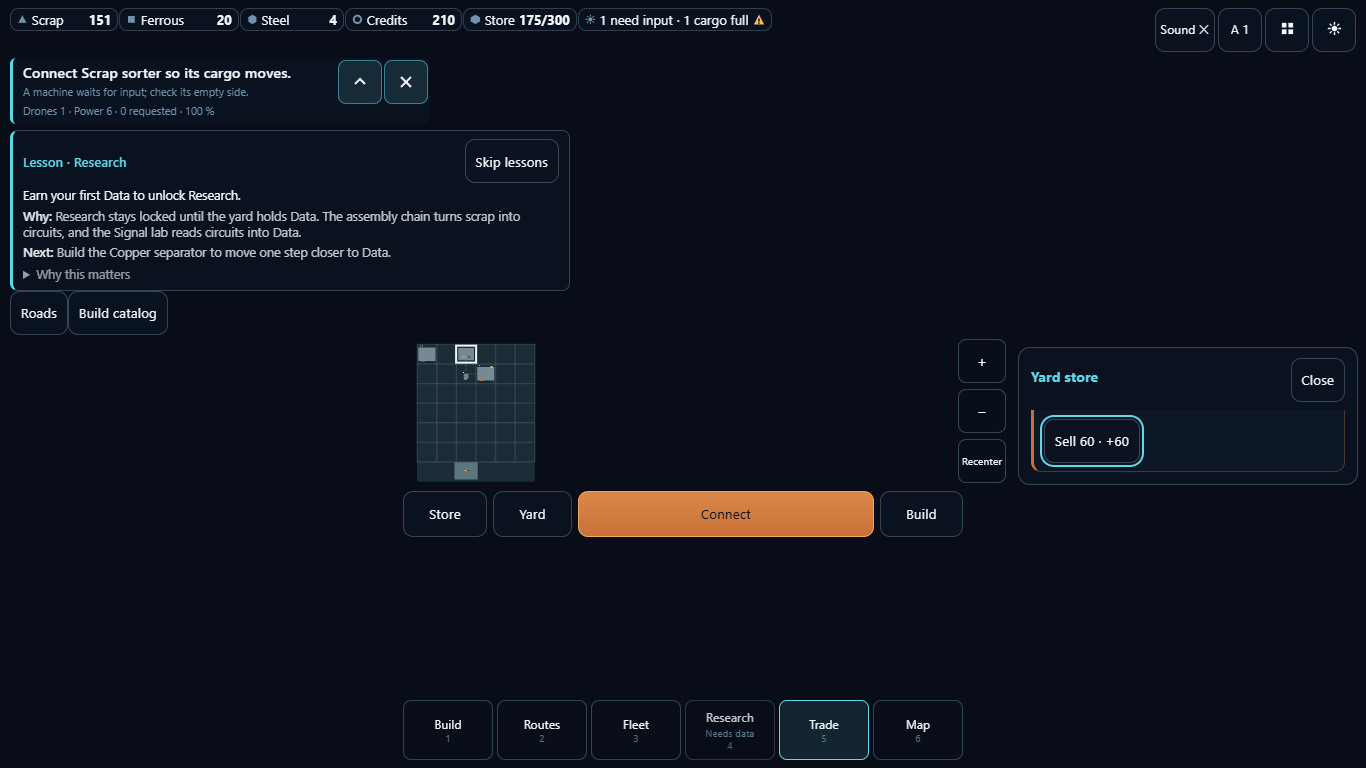 Scrap 151
Ferrous 20
Steel 4
Credits 210
Store 175/300
1 need input · 1 cargo full
Sound
A 1
Connect Scrap sorter so its cargo moves.
A machine waits for input; check its empty side.
Drones 1 · Power 6 · 0 requested · 100 %
Lesson · Research
Skip lessons
Earn your first Data to unlock Research.
Why: Research stays locked until the yard holds Data. The assembly chain turns scrap into
circuits, and the Signal lab reads circuits into Data.
Next: Build the Copper separator to move one step closer to Data.
Why this matters
Roads
Build catalog
+
−
Recenter
Yard store
Close
Sell 60 · +60
Store
Yard
Connect
Build
Build
1
Routes
2
Fleet
3
Research
Needs data
4
Trade
5
Map
6